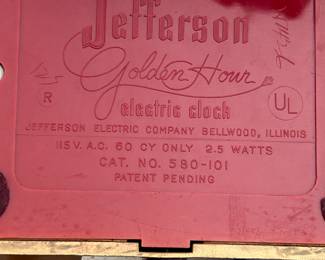 Jefferson
Golden Hour
R
electric clock
UL
JEFFERSON ELECTRIC COMPANY BELLWOOD, ILLINOIS
115 V. A.C. 60 CY ONLY 2.5 WATTS
CAT. NO. 580-101
PATENT PENDING